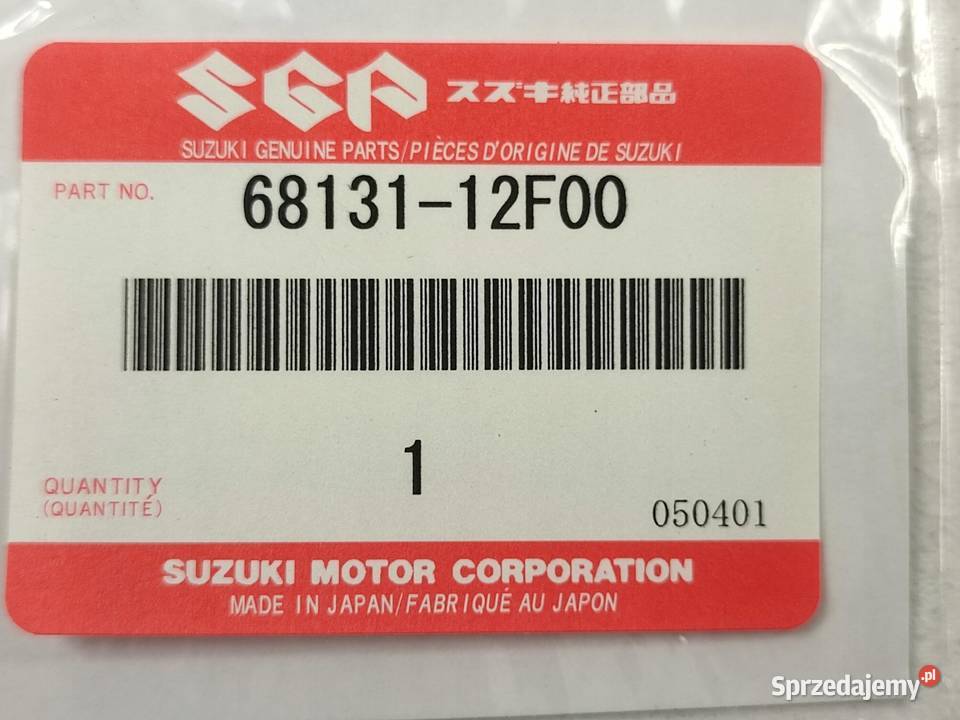 SGP スズキ純正部品
SUZUKI GENUINE PARTS/PIÈCES D'ORIGINE DE SUZUKI
PART NO. 68131-12F00
1
QUANTITY
(QUANTITÉ)
050401
SUZUKI MOTOR CORPORATION
MADE IN JAPAN/FABRIQUÉ AU JAPON
Sprzedajemy.pl